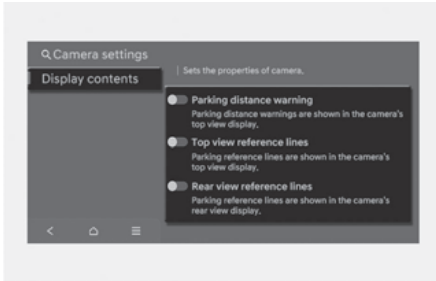 Camera settings
Display contents
Sets the properties of camera.
Parking distance warning
Parking distance warnings are shown in the camera's
top view display.
Top view reference lines
Parking reference lines are shown in the camera's
top view display.
Rear view reference lines
Parking reference lines are shown in the camera's
rear view display.